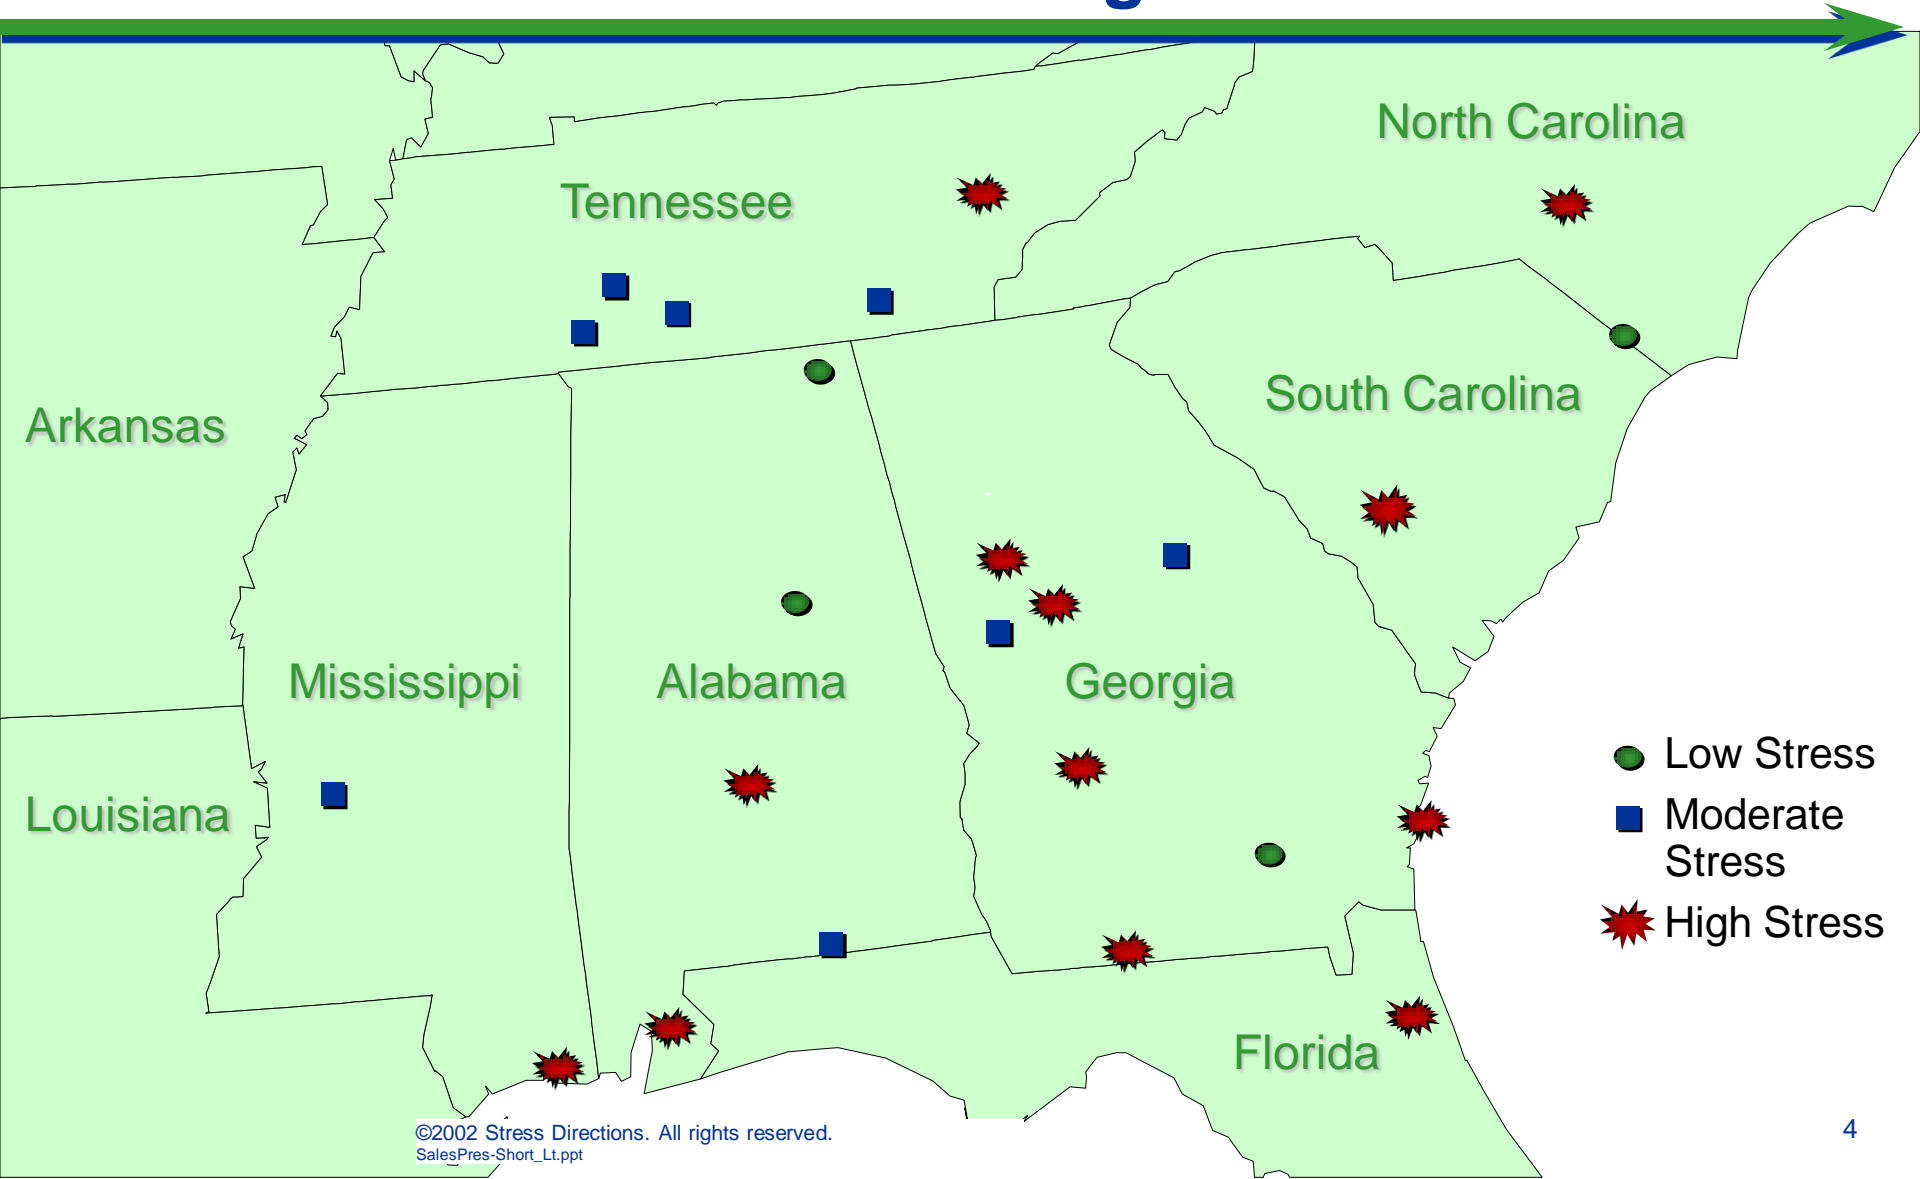 North Carolina
Tennessee
South Carolina
Arkansas
Mississippi
Alabama
Georgia
Low Stress
Louisiana
Moderate
Stress
High Stress
Florida
©2002 Stress Directions. All rights reserved.
SalesPres-Short_Lt.ppt
4